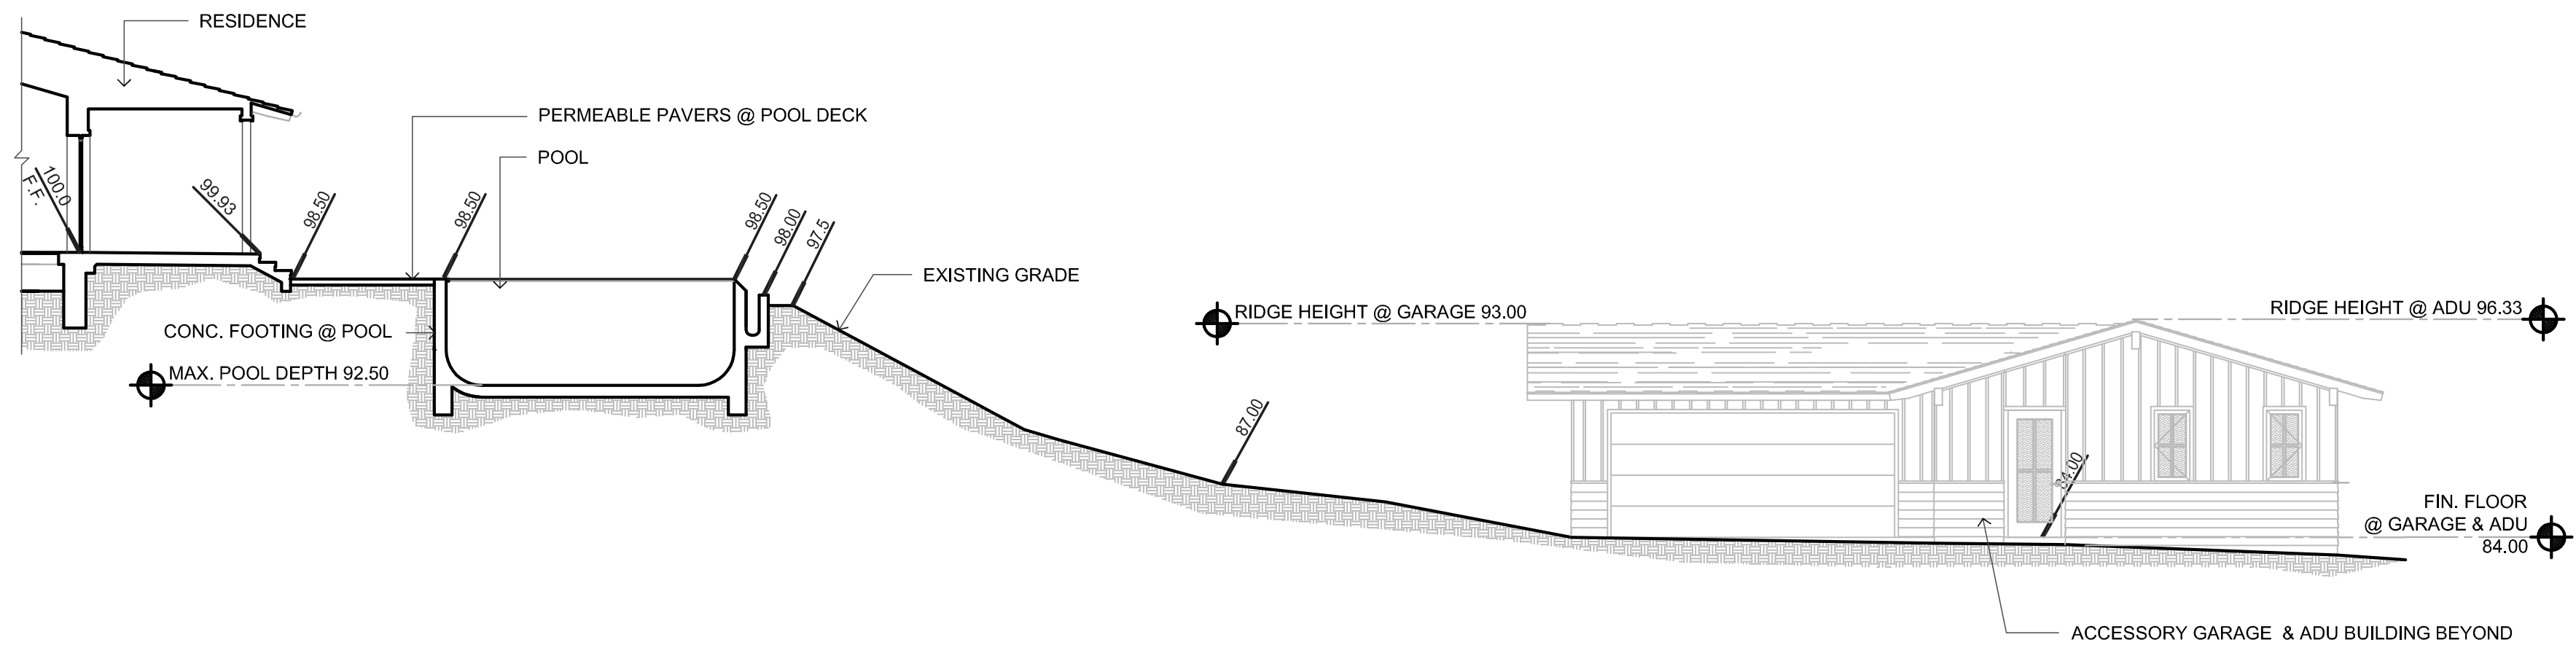 RESIDENCE
PERMEABLE PAVERS @ POOL DECK
POOL
100.0
F.F.
99.93
98.50
98.50
98.50
98.00
97.5
EXISTING GRADE
CONC. FOOTING @ POOL
MAX. POOL DEPTH 92.50
RIDGE HEIGHT @ GARAGE 93.00
RIDGE HEIGHT @ ADU 96.33
87.00
84.00
FIN. FLOOR
@ GARAGE & ADU
84.00
ACCESSORY GARAGE & ADU BUILDING BEYOND